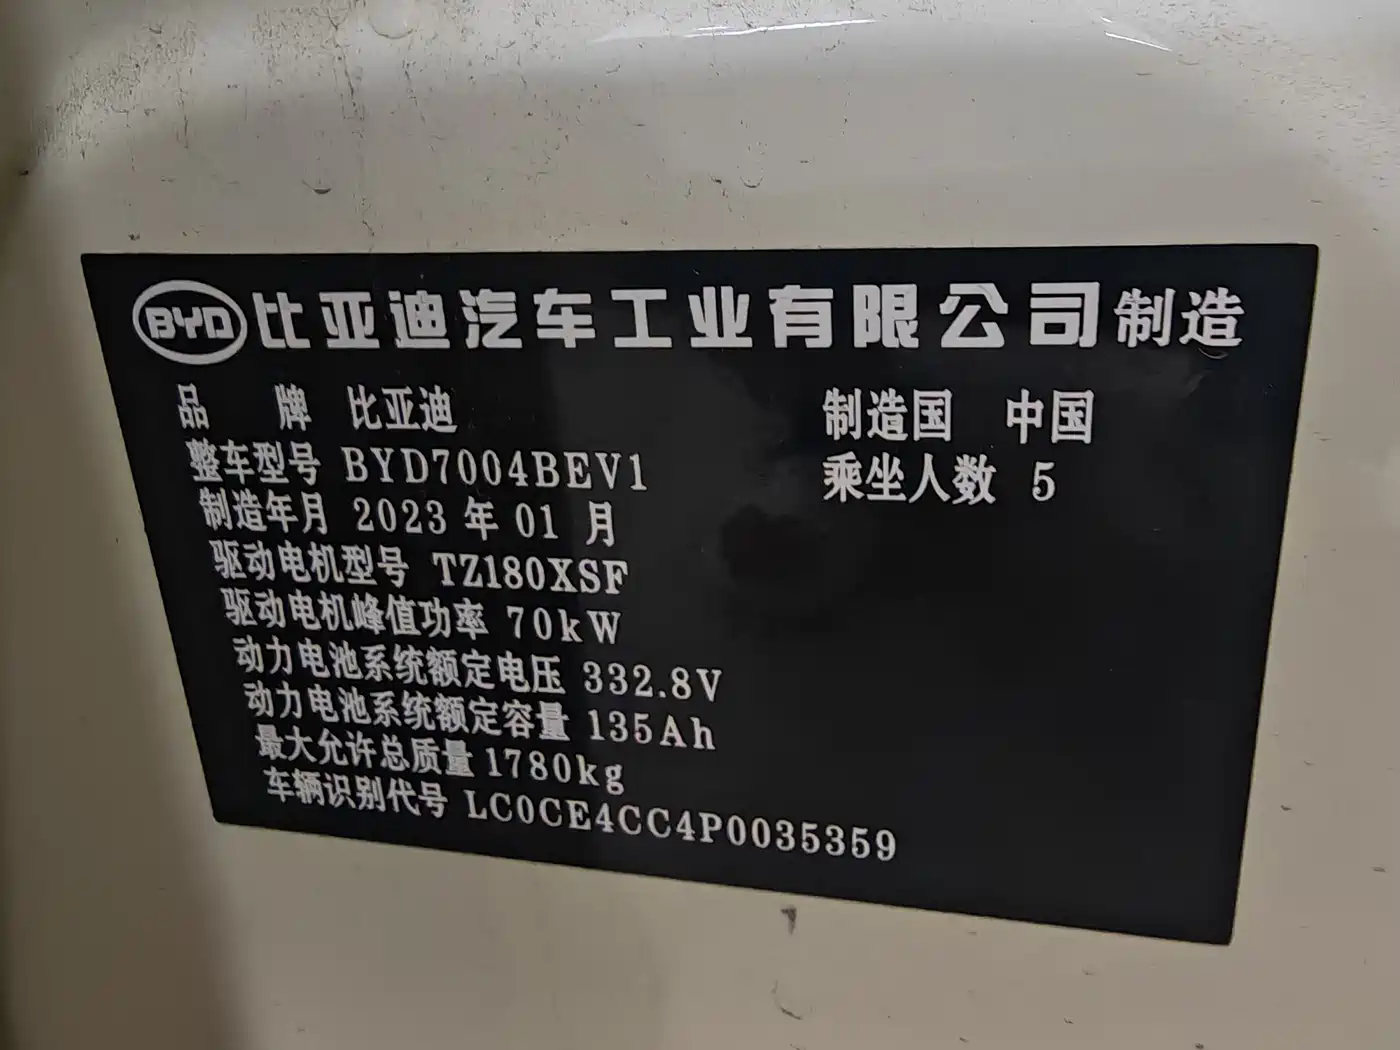 BYD 比亚迪汽车工业有限公司制造
品 牌 比亚迪 制造国 中国
整车型号 BYD7004BEV1 乘坐人数 5
制造年月 2023 年 01 月
驱动电机型号 TZ180XSF
驱动电机峰值功率 70kW
动力电池系统额定电压 332.8V
动力电池系统额定容量 135Ah
最大允许总质量 1780kg
车辆识别代号 LC0CE4CC4P0035359